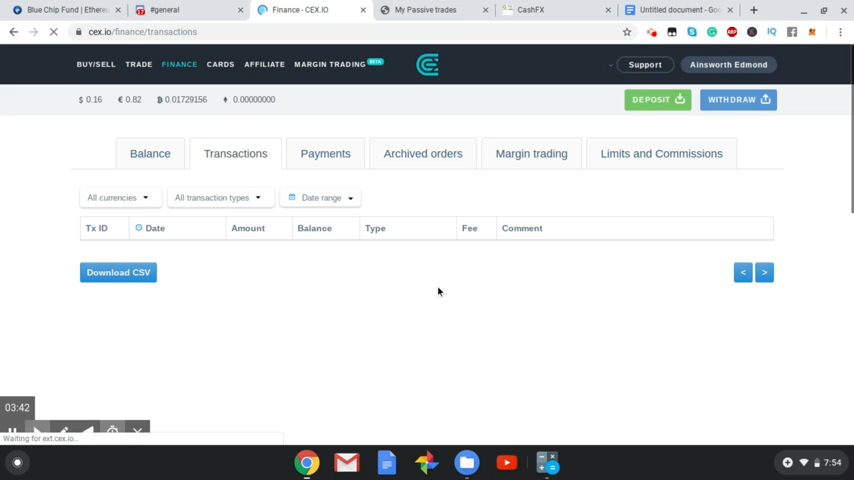 Blue Chip Fund | Ethere
#general
Finance - CEX.IO
My Passive trades
CashFX
Untitled document - Goo
cex.io/finance/transactions
BUY/SELL TRADE FINANCE CARDS AFFILIATE MARGIN TRADING BETA
Support
Ainsworth Edmond
$ 0.16 € 0.82 0.01729156 0.00000000
DEPOSIT
WITHDRAW
Balance Transactions Payments Archived orders Margin trading Limits and Commissions
All currencies All transaction types Date range
Tx ID Date Amount Balance Type Fee Comment
Download CSV
< >
03:42
Waiting for ext.cex.io...
7:54